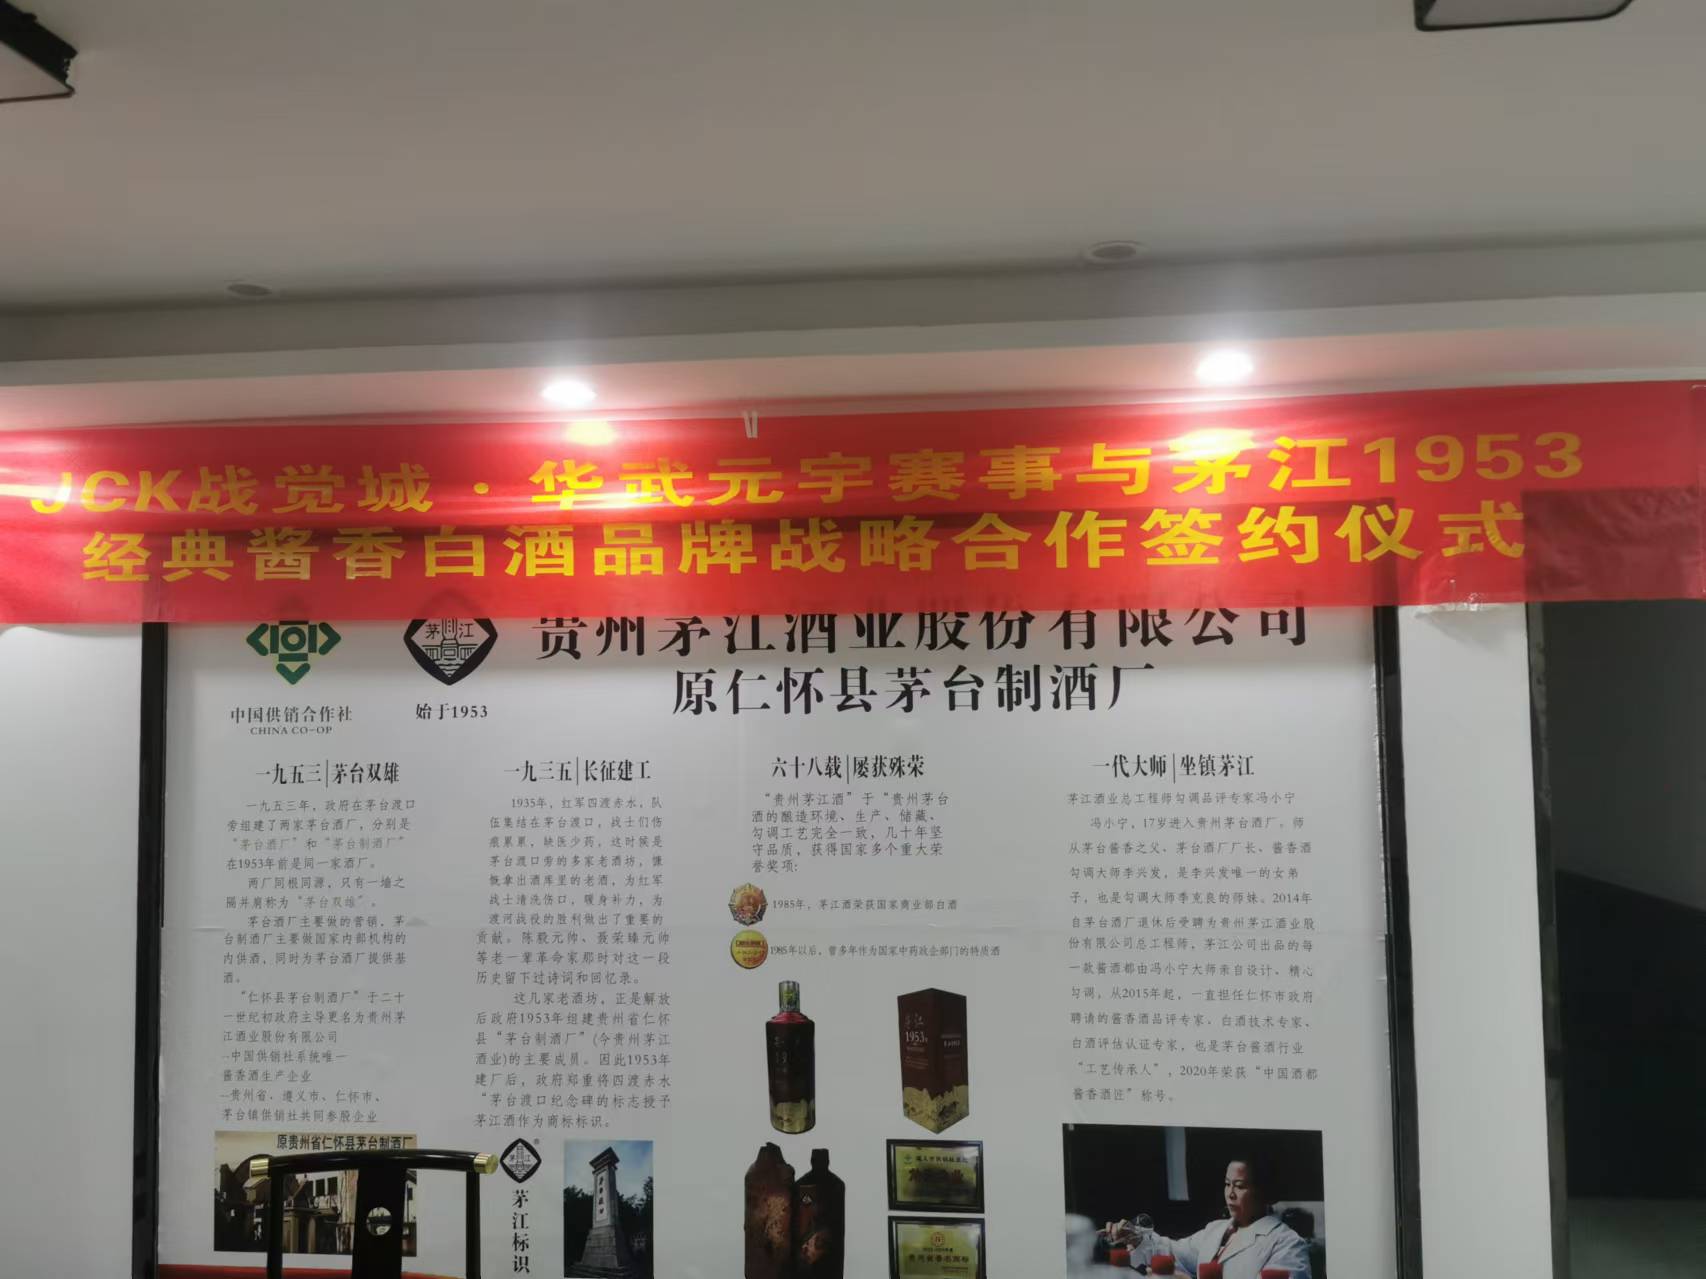 JCK战觉城·华武元宇赛事与茅江1953
经典酱香白酒品牌战略合作签约仪式
茅江
贵州茅江酒业股份有限公司
原仁怀县茅台制酒厂
中国供销合作社
CHINA CO-OP
始于1953
一九五三|茅台双雄
一九五三年，政府在茅台渡口
旁组建了两家茅台酒厂，分别是
“茅台酒厂”和“茅台制酒厂”
在1953年前是同一家酒厂。
两厂同根同源，只有一墙之
隔并肩称为“茅台双雄”。
茅台酒厂主要做的营销，茅
台制酒厂主要做国家内部机构的
内供酒，同时为茅台酒厂提供基
酒。
“仁怀县茅台制酒厂”于二十
一世纪初政府主导更名为贵州茅
江酒业股份有限公司
--中国供销社系统唯一
酱香酒生产企业
--贵州省、遵义市、仁怀市、
茅台镇供销社共同参股企业
原贵州省仁怀县茅台制酒厂
一九三五|长征建工
1935年，红军四渡赤水，队
伍集结在茅台渡口，战士们伤
痕累累，缺医少药，这时候是
茅台渡口旁的多家老酒坊，慷
慨拿出酒库里的老酒，为红军
战士清洗伤口，暖身补力，为
渡河战役的胜利做出了重要的
贡献。陈毅元帅、聂荣臻元帅
等老一辈革命家那时对这一段
历史留下过诗词和回忆录。
这几家老酒坊，正是解放
后政府1953年组建贵州省仁怀
县“茅台制酒厂”(今贵州茅江
酒业)的主要成员。因此1953年
建厂后，政府郑重将四渡赤水
“茅台渡口纪念碑的标志授予
茅江酒作为商标标识。
茅江
®
茅江标识
六十八载|屡获殊荣
“贵州茅江酒”于“贵州茅台
酒的酿造环境、生产、储藏、
勾调工艺完全一致，几十年坚
守品质，获得国家多个重大荣
誉奖项:
1985年，茅江酒荣获国家商业部白酒
1985年以后，曾多年作为国家中药政企部门的特质酒
茅江
1953
贵州省著名商标
一代大师|坐镇茅江
茅江酒业总工程师勾调品评专家冯小宁
冯小宁，17岁进入贵州茅台酒厂。师
从茅台酱香之父、茅台酒厂厂长、酱香酒
勾调大师李兴发，是李兴发唯一的女弟
子，也是勾调大师季克良的师妹。2014年
自茅台酒厂退休后受聘为贵州茅江酒业股
份有限公司总工程师，茅江公司出品的每
一款酱酒都由冯小宁大师亲自设计、精心
勾调，从2015年起，一直担任仁怀市政府
聘请的酱香酒品评专家、白酒技术专家、
白酒评估认证专家，也是茅台酱酒行业
“工艺传承人”，2020年荣获“中国酒都
酱香酒匠”称号。